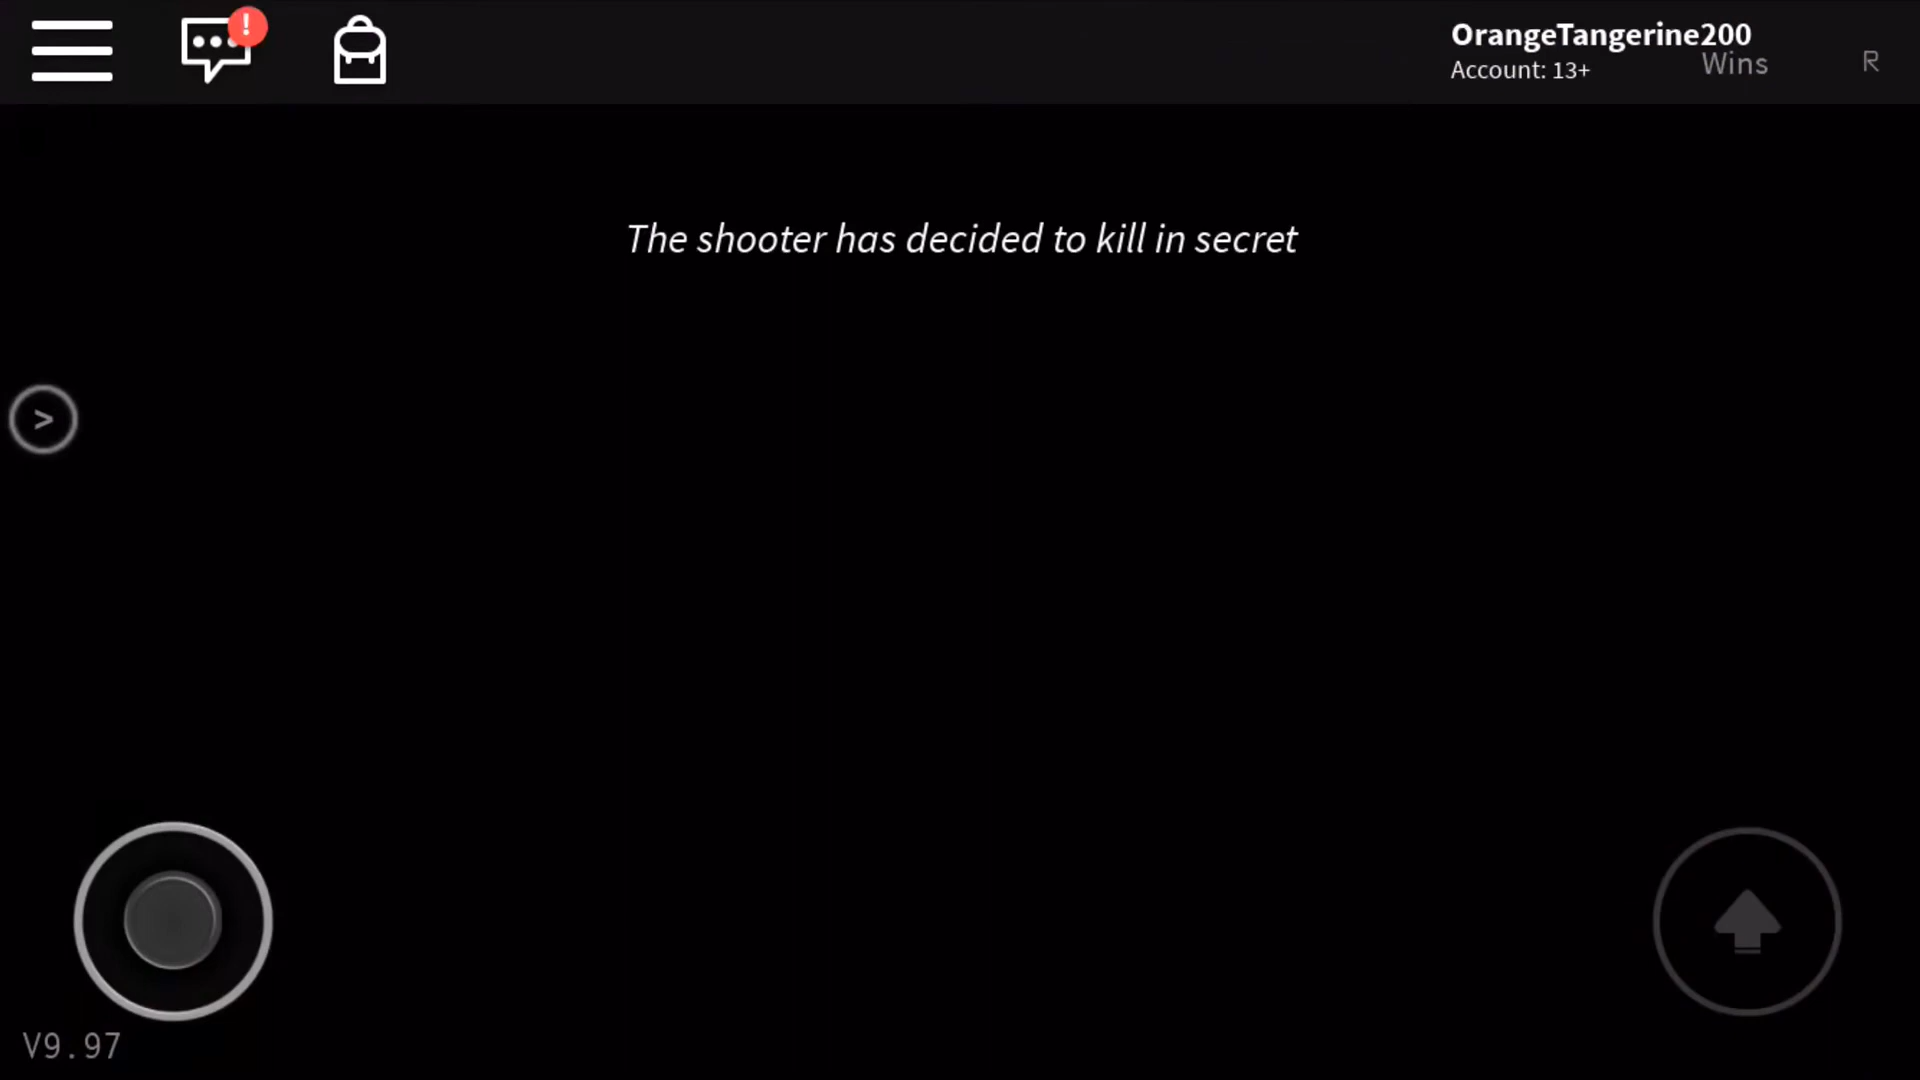 OrangeTangerine200
Account: 13+
Wins
R
The shooter has decided to kill in secret
>
V9.97